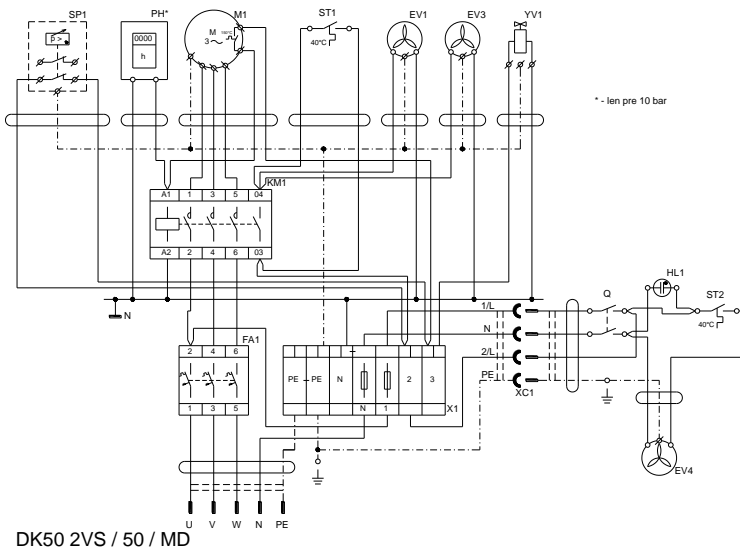 SP1 PH* M1 ST1 EV1 EV3 YV1
p >
0000
h
M 150°C
3 ~
40°C
* - len pre 10 bar
KM1
A1 1 3 5 04
A2 2 4 6 03
N
FA1
2 4 6
1 3 5
PE PE N 2 3
N 1
X1
1/L
N
2/L
PE
XC1
Q
HL1
ST2
40°C
EV4
U V W N PE
DK50 2VS / 50 / MD